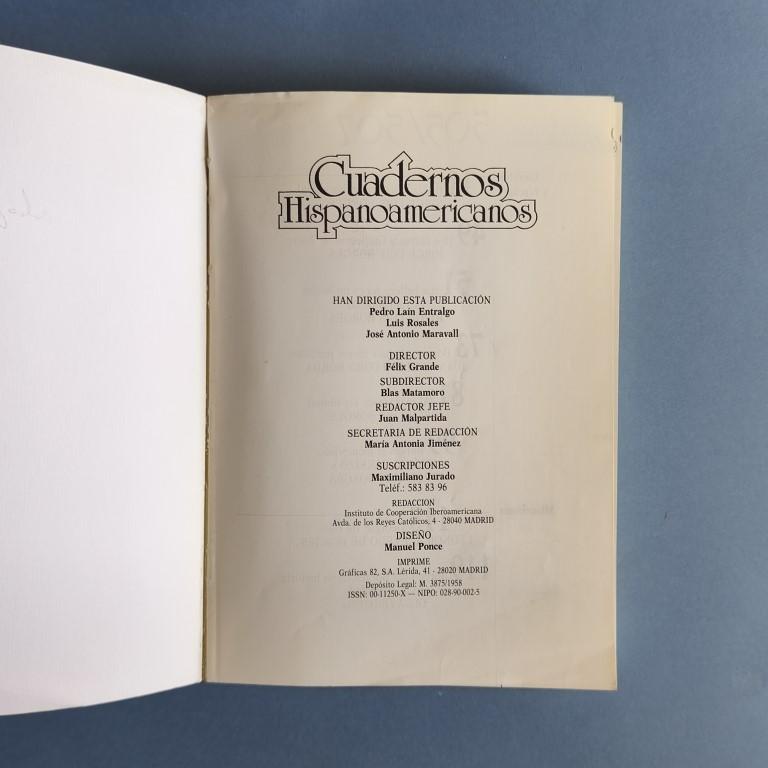 Cuadernos
Hispanoamericanos
HAN DIRIGIDO ESTA PUBLICACIÓN
Pedro Laín Entralgo
Luis Rosales
José Antonio Maravall
DIRECTOR
Félix Grande
SUBDIRECTOR
Blas Matamoro
REDACTOR JEFE
Juan Malpartida
SECRETARIA DE REDACCIÓN
María Antonia Jiménez
SUSCRIPCIONES
Maximiliano Jurado
Teléf.: 583 83 96
REDACCION
Instituto de Cooperación Iberoamericana
Avda. de los Reyes Católicos, 4 - 28040 MADRID
DISEÑO
Manuel Ponce
IMPRIME
Gráficas 82, S.A. Lérida, 41 - 28020 MADRID
Depósito Legal: M. 3875/1958
ISSN: 00-11250-X — NIPO: 028-90-002-5